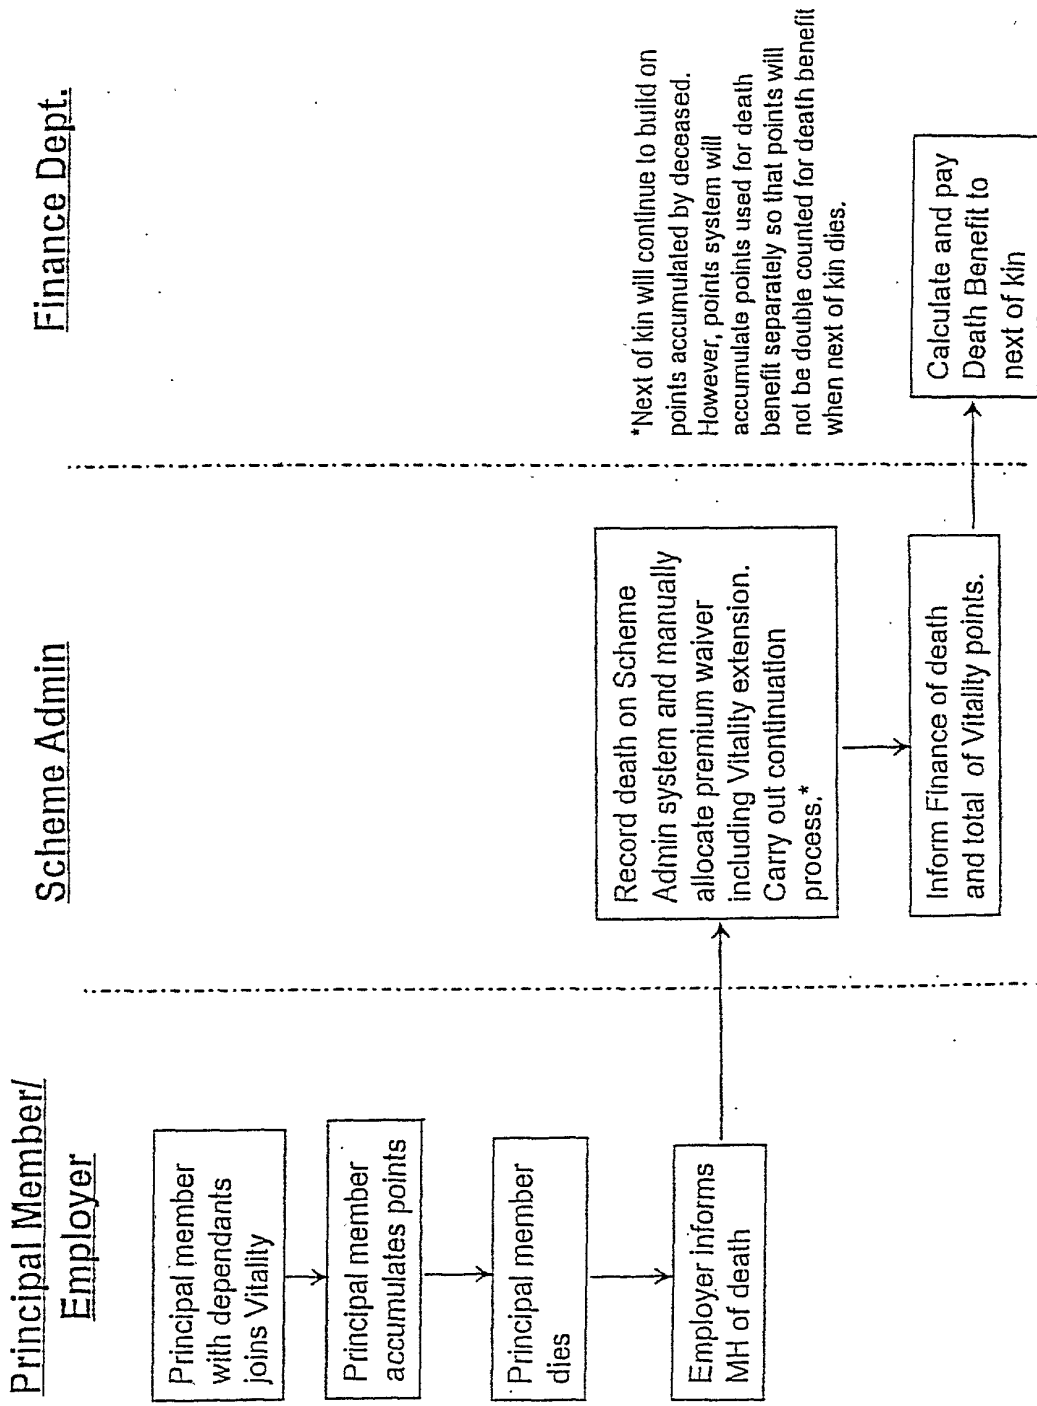 Principal Member/
Employer
Scheme Admin
Finance Dept.
Principal member
with dependants
joins Vitality
Principal member
accumulates points
Principal member
dies
Employer informs
MH of death
Record death on Scheme
Admin system and manually
allocate premium waiver
including Vitality extension.
Carry out continuation
process.*
Inform Finance of death
and total of Vitality points.
*Next of kin will continue to build on
points accumulated by deceased.
However, points system will
accumulate points used for death
benefit separately so that points will
not be double counted for death benefit
when next of kin dies.
Calculate and pay
Death Benefit to
next of kin